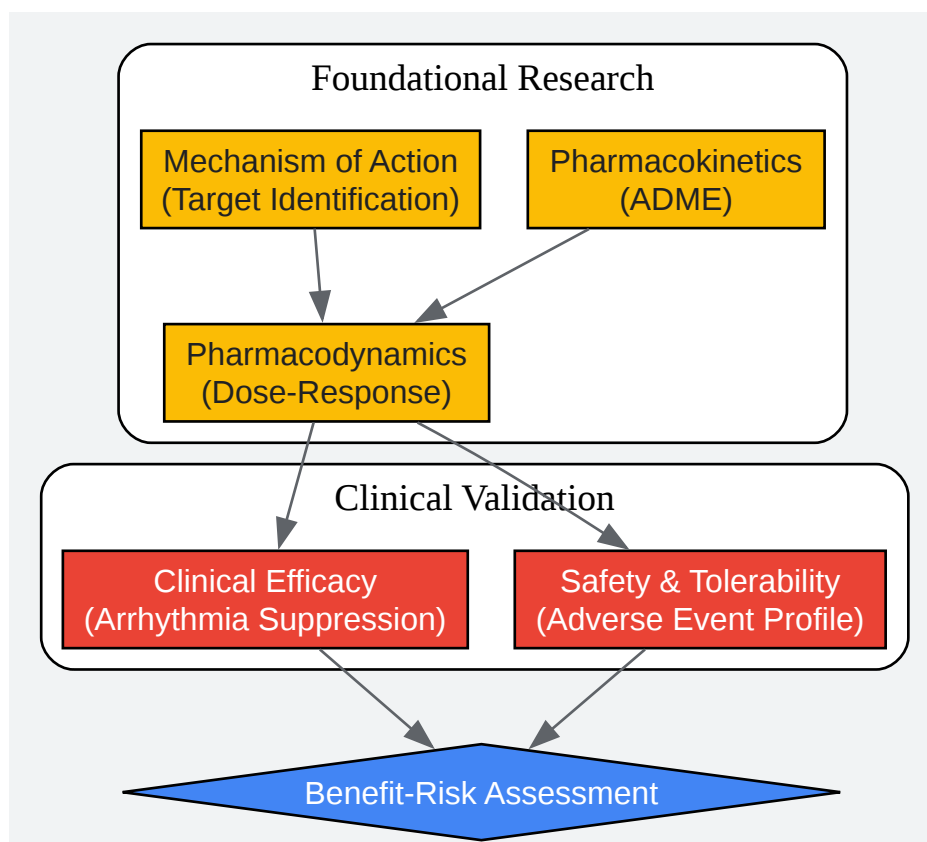 Foundational Research
Mechanism of Action
(Target Identification)
Pharmacokinetics
(ADME)
Pharmacodynamics
(Dose-Response)
Clinical Validation
Clinical Efficacy
(Arrhythmia Suppression)
Safety & Tolerability
(Adverse Event Profile)
Benefit-Risk Assessment